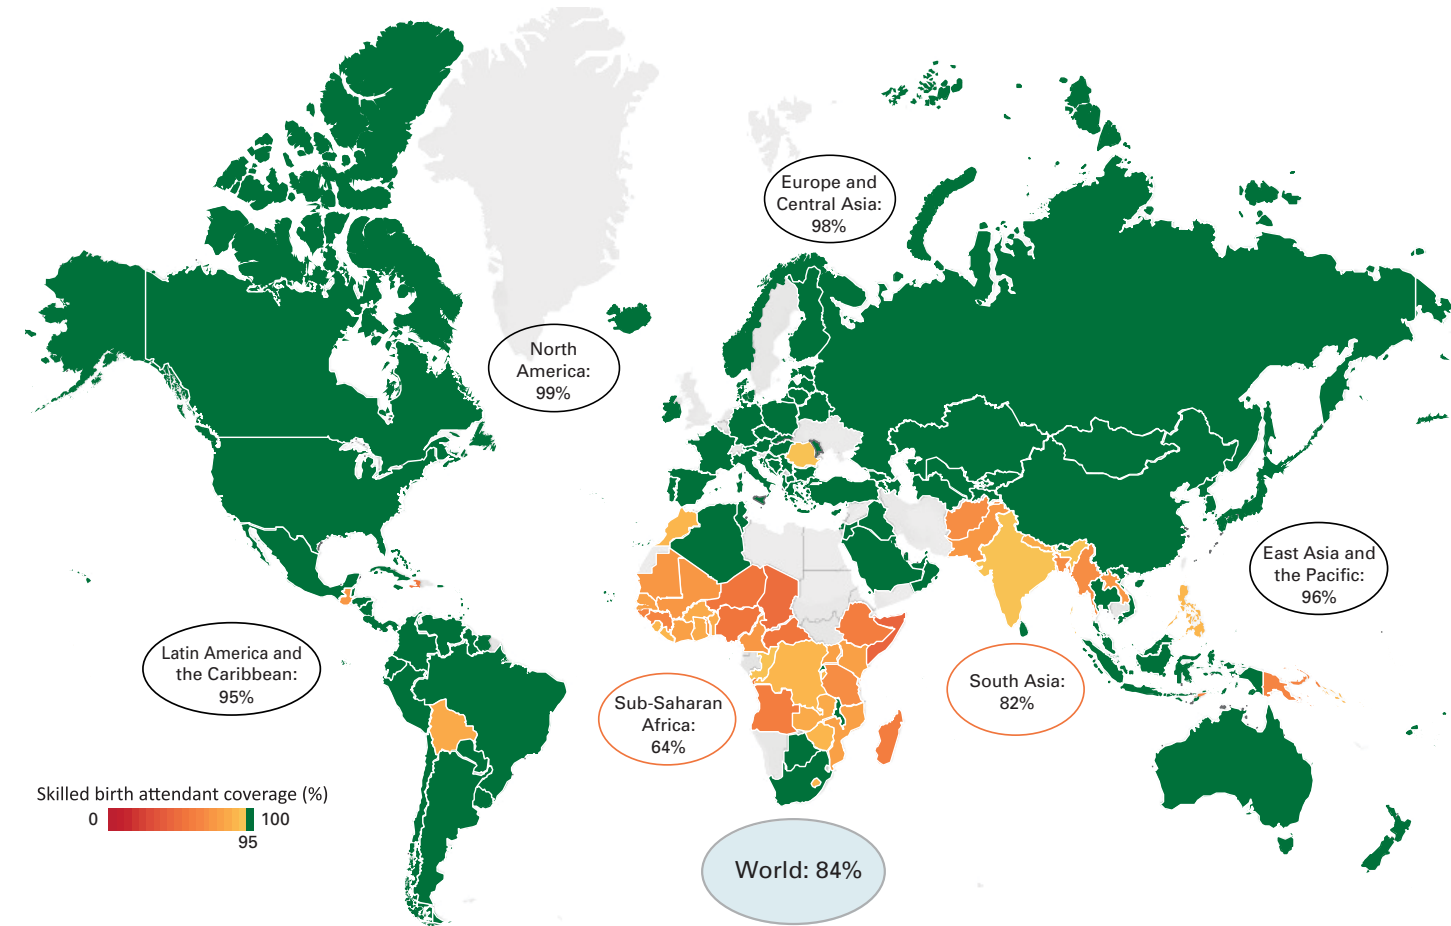 Europe and
Central Asia:
98%
North
America:
99%
East Asia and
the Pacific:
96%
Latin America and
the Caribbean:
95%
Sub-Saharan
Africa:
64%
South Asia:
82%
Skilled birth attendant coverage (%)
0
100
95
World: 84%